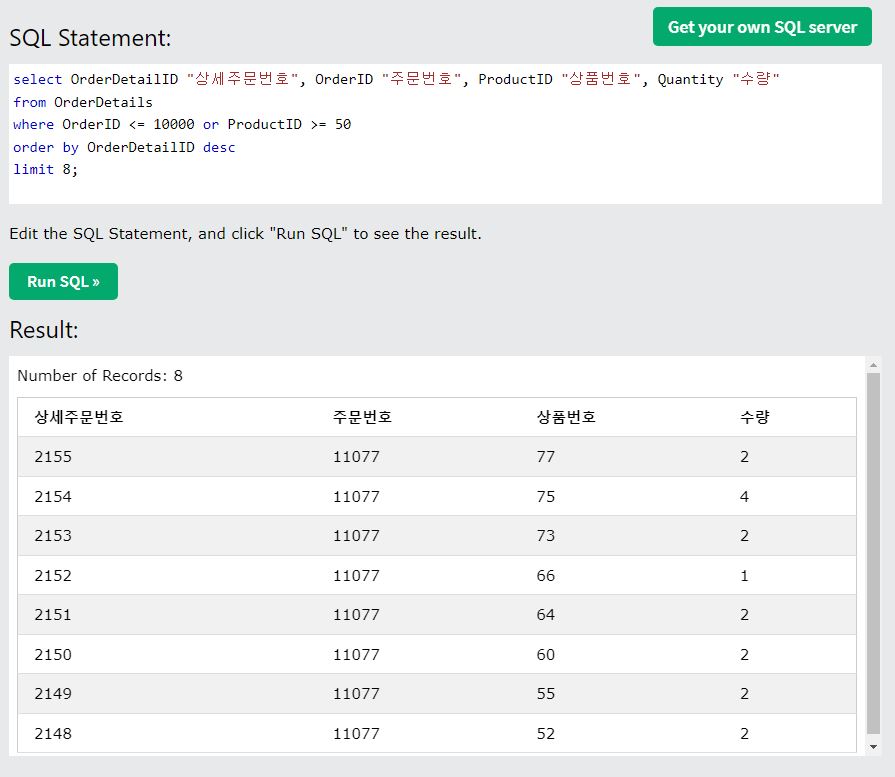 SQL Statement:
Get your own SQL server
select OrderDetailID "상세주문번호", OrderID "주문번호", ProductID "상품번호", Quantity "수량"
from OrderDetails
where OrderID <= 10000 or ProductID >= 50
order by OrderDetailID desc
limit 8;
Edit the SQL Statement, and click "Run SQL" to see the result.
Run SQL »
Result:
Number of Records: 8
상세주문번호 주문번호 상품번호 수량
2155 11077 77 2
2154 11077 75 4
2153 11077 73 2
2152 11077 66 1
2151 11077 64 2
2150 11077 60 2
2149 11077 55 2
2148 11077 52 2